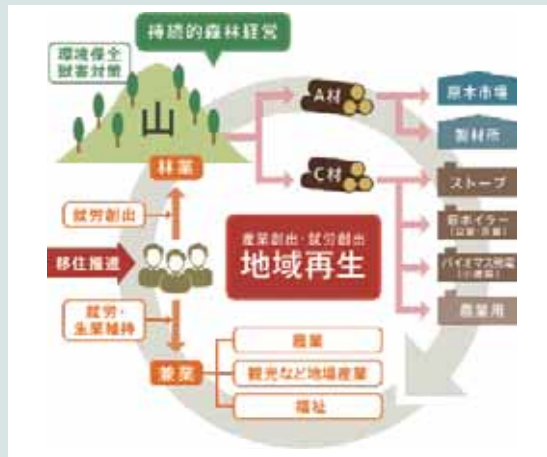 持続的森林経営
環境保全
獣害対策
山
林業
A材
C材
原木市場
製材所
ストーブ
薪ボイラー
バイオマス発電
農業用
就労創出
移住推進
産業創出・就労創出
地域再生
就労・
生業維持
兼業
農業
観光など地場産業
福祉